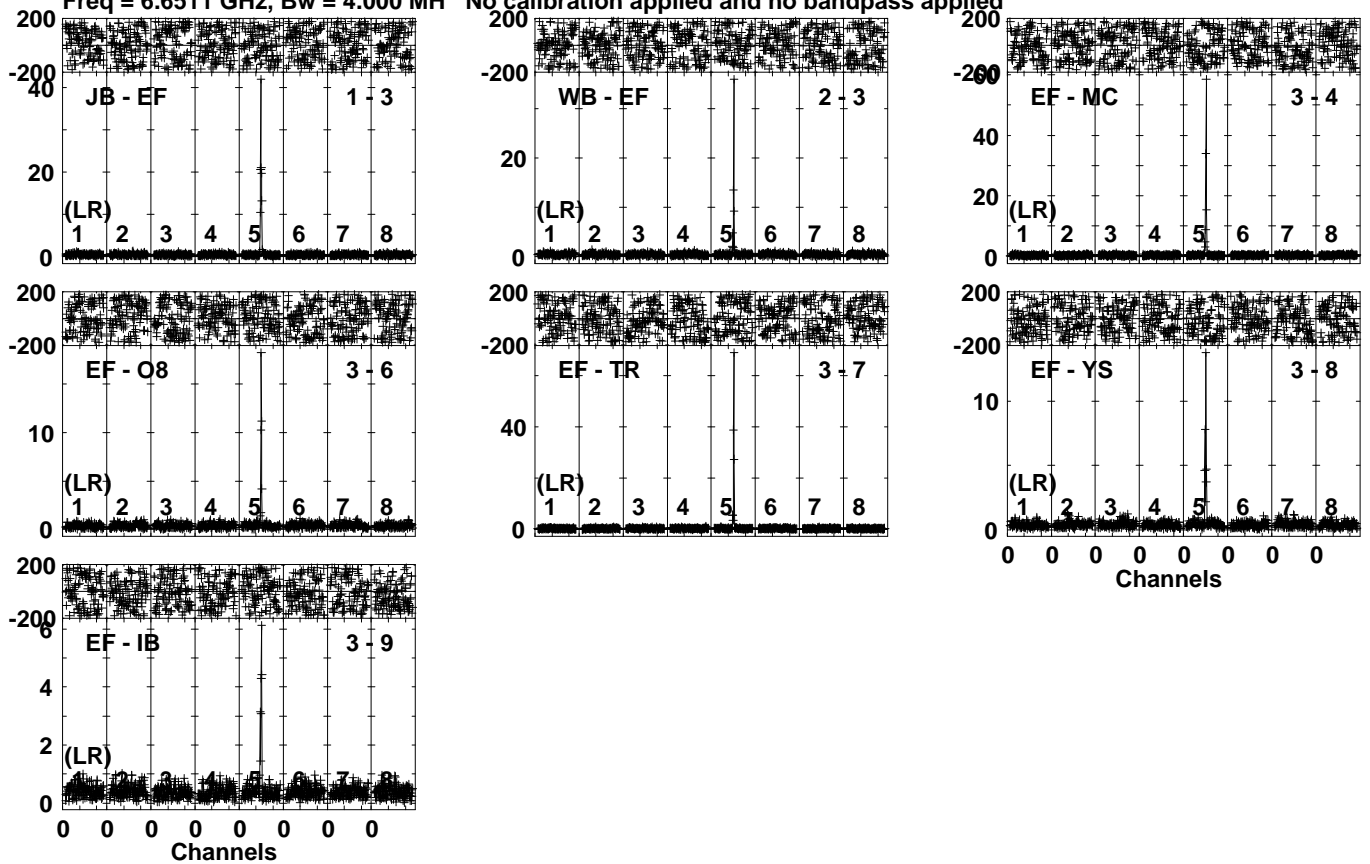 Freq = 6.6511 GHz, Bw = 4.000 MH No calibration applied and no bandpass applied
200 200 200
-200 -200 -200
40 60
JB - EF 1 - 3 WB - EF 2 - 3 EF - MC 3 - 4
40
20 20
20
(LR) (LR) (LR)
1 2 3 4 5 6 7 8 1 2 3 4 5 6 7 8 1 2 3 4 5 6 7 8
0 0 0
200 200 200
-200 -200 -200
EF - O8 3 - 6 EF - TR 3 - 7 EF - YS 3 - 8
10 40 10
(LR) (LR) (LR)
1 2 3 4 5 6 7 8 1 2 3 4 5 6 7 8 1 2 3 4 5 6 7 8
0 0 0
0 0 0 0 0 0 0 0
Channels
200
-200
6
EF - IB 3 - 9
4
2
(LR)
1 2 3 4 5 6 7 8
0
0 0 0 0 0 0 0 0
Channels